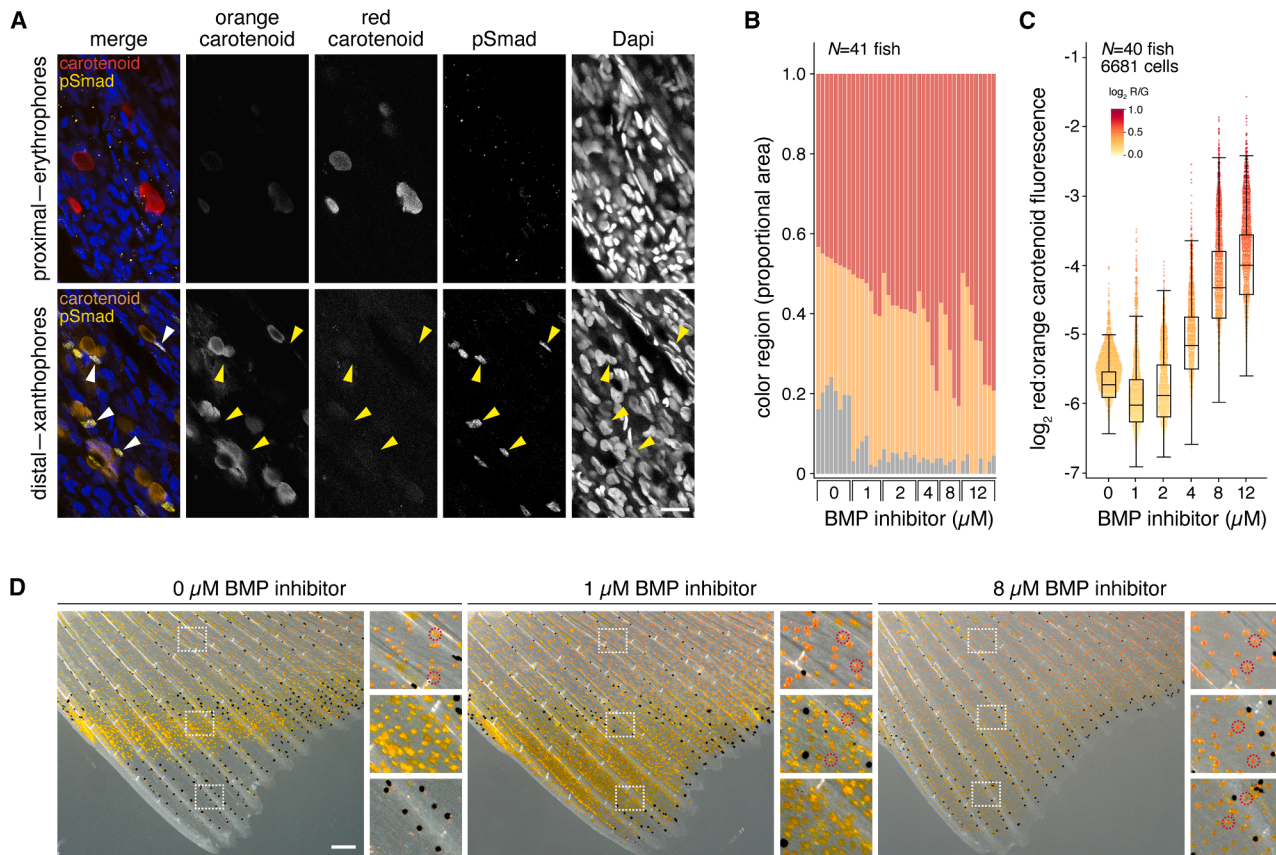 A
merge
orange carotenoid
red carotenoid
pSmad
Dapi
proximal—erythrophores
carotenoid
pSmad
distal—xanthophores
carotenoid
pSmad
B
N=41 fish
color region (proportional area)
1.0
0.8
0.6
0.4
0.2
0
0 1 2 4 8 12
BMP inhibitor (µM)
C
N=40 fish
6681 cells
log2 R/G
1.0
0.5
0.0
log2 red:orange carotenoid fluorescence
-1
-2
-3
-4
-5
-6
-7
0 1 2 4 8 12
BMP inhibitor (µM)
D
0 µM BMP inhibitor
1 µM BMP inhibitor
8 µM BMP inhibitor